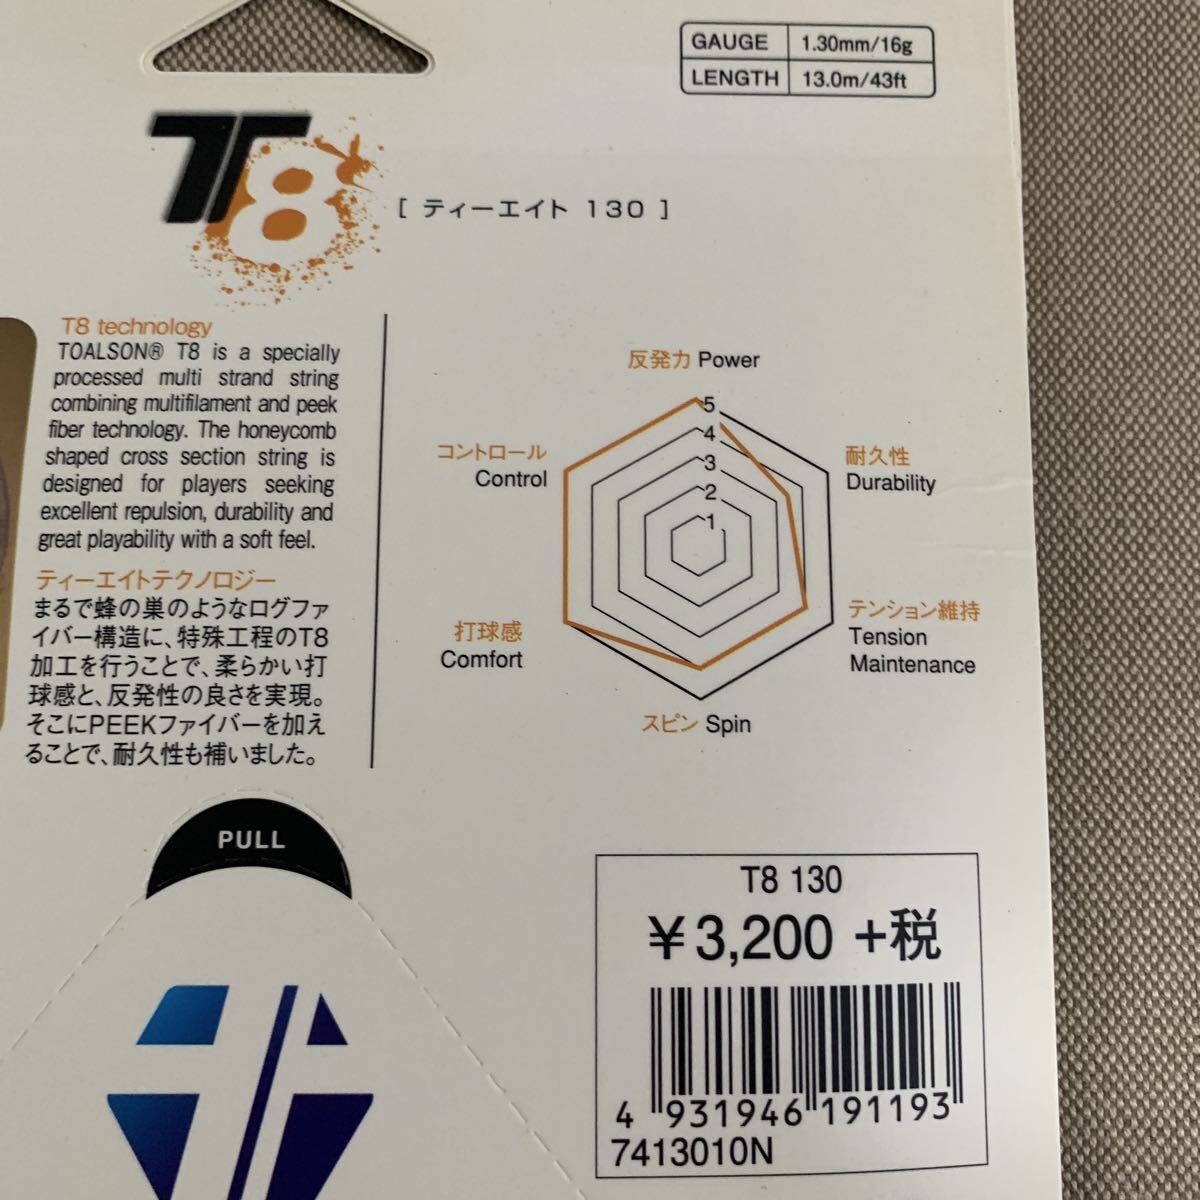 GAUGE 1.30mm/16g
LENGTH 13.0m/43ft
T8
[ ティーエイト 130 ]
T8 technology
TOALSON® T8 is a specially
processed multi strand string
combining multifilament and peek
fiber technology. The honeycomb
shaped cross section string is
designed for players seeking
excellent repulsion, durability and
great playability with a soft feel.
ティーエイトテクノロジー
まるで蜂の巣のようなログファ
イバー構造に、特殊工程のT8
加工を行うことで、柔らかい打
球感と、反発性の良さを実現。
そこにPEEKファイバーを加え
ることで、耐久性も補いました。
反発力 Power
5
4
3
2
1
コントロール
Control
耐久性
Durability
打球感
Comfort
テンション維持
Tension
Maintenance
スピン Spin
PULL
T8 130
￥3,200 +税
4 931946 191193
7413010N